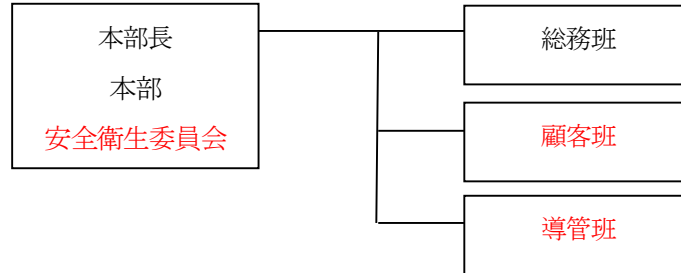 本部長
本部
安全衛生委員会
総務班
顧客班
導管班